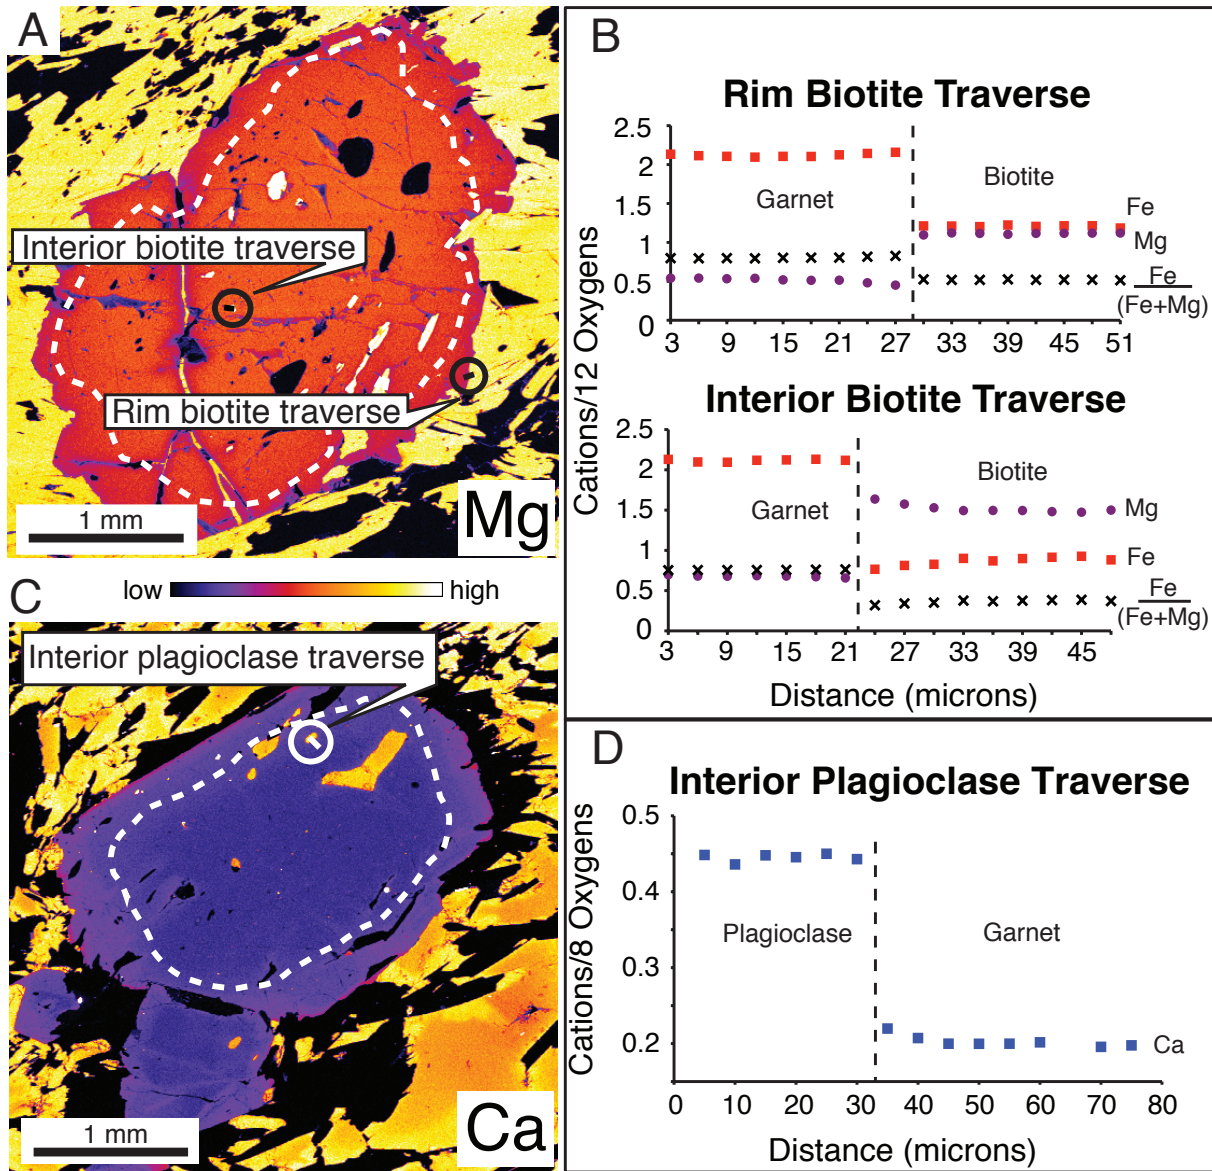 A
Interior biotite traverse
Rim biotite traverse
1 mm
Mg
B
Rim Biotite Traverse
2.5
2
1.5
1
0.5
0
Garnet
Biotite
Fe
Mg
Fe
(Fe+Mg)
3 9 15 21 27 33 39 45 51
Cations/12 Oxygens
Interior Biotite Traverse
2.5
2
1.5
1
0.5
0
Garnet
Biotite
Mg
Fe
Fe
(Fe+Mg)
3 9 15 21 27 33 39 45
Distance (microns)
C
low high
Interior plagioclase traverse
1 mm
Ca
D
Interior Plagioclase Traverse
0.5
0.4
0.3
0.2
Cations/8 Oxygens
Plagioclase
Garnet
Ca
0 10 20 30 40 50 60 70 80
Distance (microns)